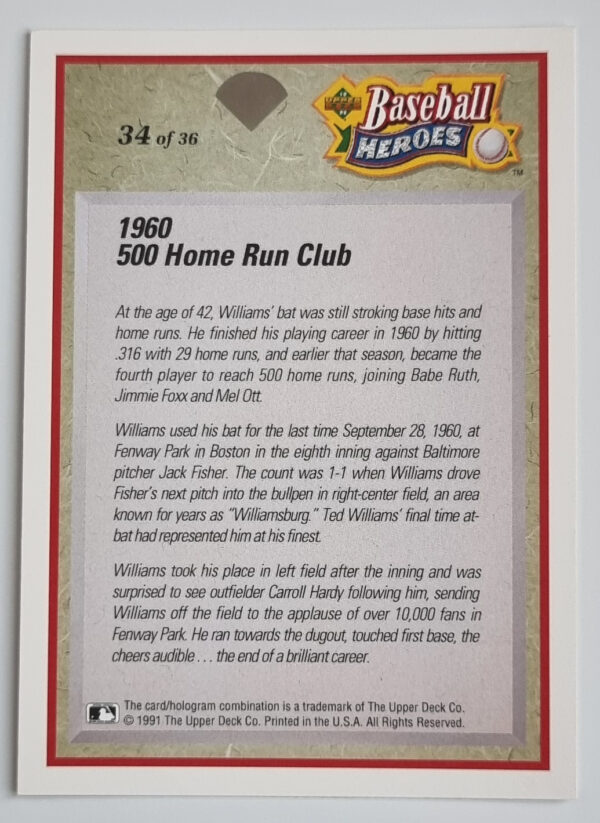 34 of 36
Baseball
HEROES
TM
1960
500 Home Run Club
At the age of 42, Williams' bat was still stroking base hits and
home runs. He finished his playing career in 1960 by hitting
.316 with 29 home runs, and earlier that season, became the
fourth player to reach 500 home runs, joining Babe Ruth,
Jimmie Foxx and Mel Ott.
Williams used his bat for the last time September 28, 1960, at
Fenway Park in Boston in the eighth inning against Baltimore
pitcher Jack Fisher. The count was 1-1 when Williams drove
Fisher's next pitch into the bullpen in right-center field, an area
known for years as "Williamsburg." Ted Williams' final time at-
bat had represented him at his finest.
Williams took his place in left field after the inning and was
surprised to see outfielder Carroll Hardy following him, sending
Williams off the field to the applause of over 10,000 fans in
Fenway Park. He ran towards the dugout, touched first base, the
cheers audible . . . the end of a brilliant career.
The card/hologram combination is a trademark of The Upper Deck Co.
© 1991 The Upper Deck Co. Printed in the U.S.A. All Rights Reserved.